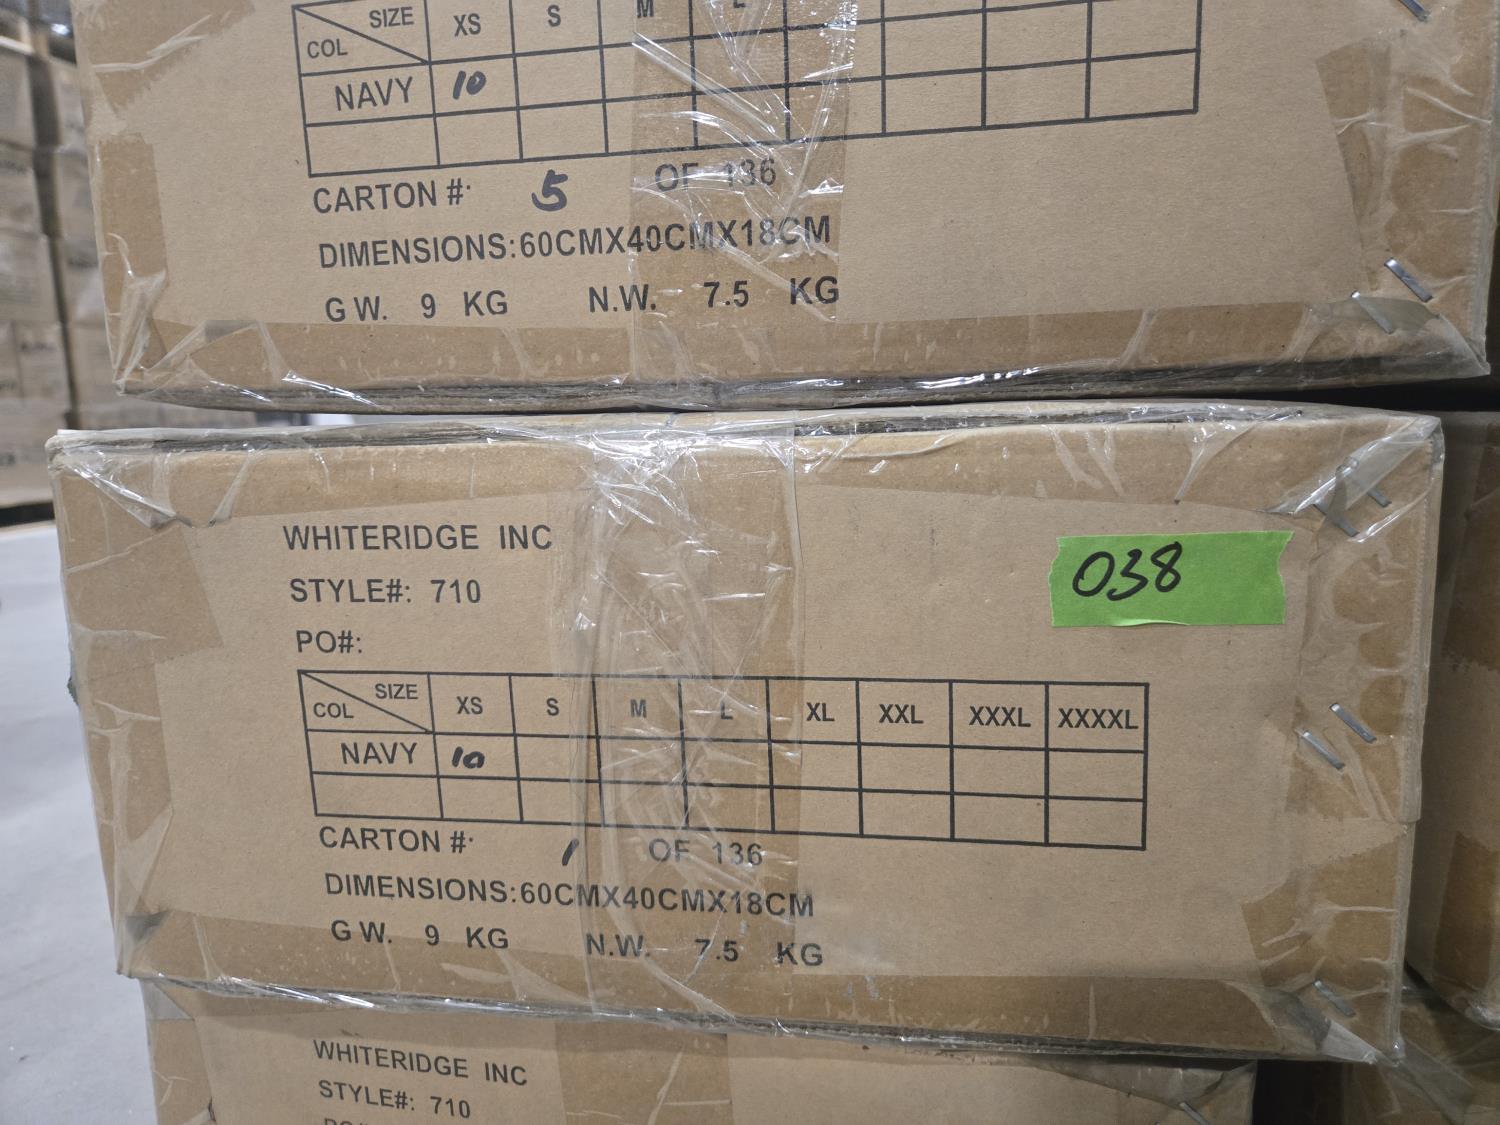 SIZE XS S M L
COL
NAVY 10
CARTON #: 5 OF 136
DIMENSIONS:60CMX40CMX18CM
G W. 9 KG N.W. 7.5 KG
WHITERIDGE INC
038
STYLE#: 710
PO#:
SIZE XS S M L XL XXL XXXL XXXXL
COL
NAVY 10
CARTON #: 1 OF 136
DIMENSIONS:60CMX40CMX18CM
G W. 9 KG N.W. 7.5 KG
WHITERIDGE INC
STYLE#: 710